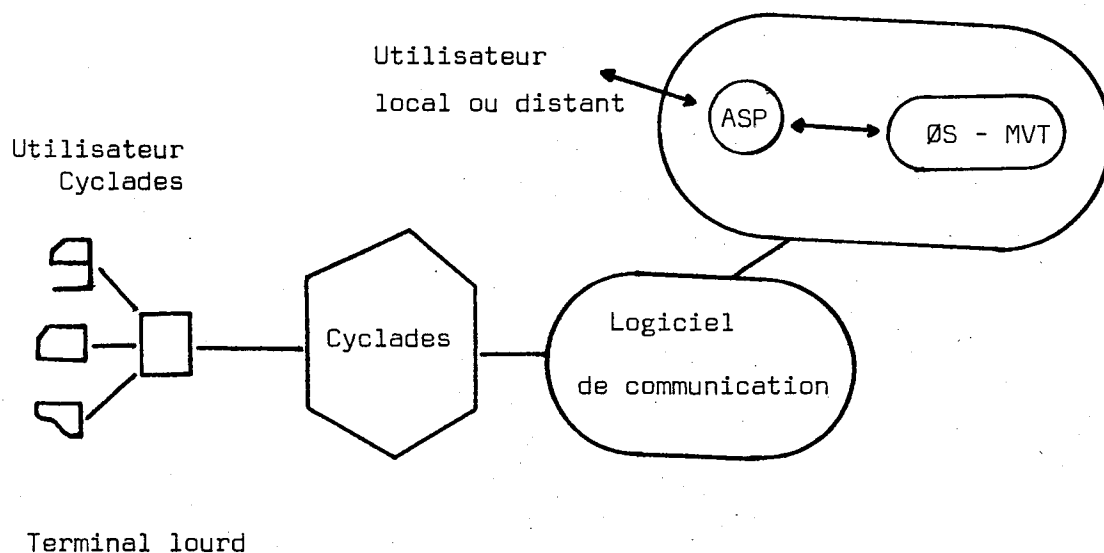 Utilisateur
local ou distant
ASP
ØS - MVT
Utilisateur
Cyclades
Cyclades
Logiciel
de communication
Terminal lourd